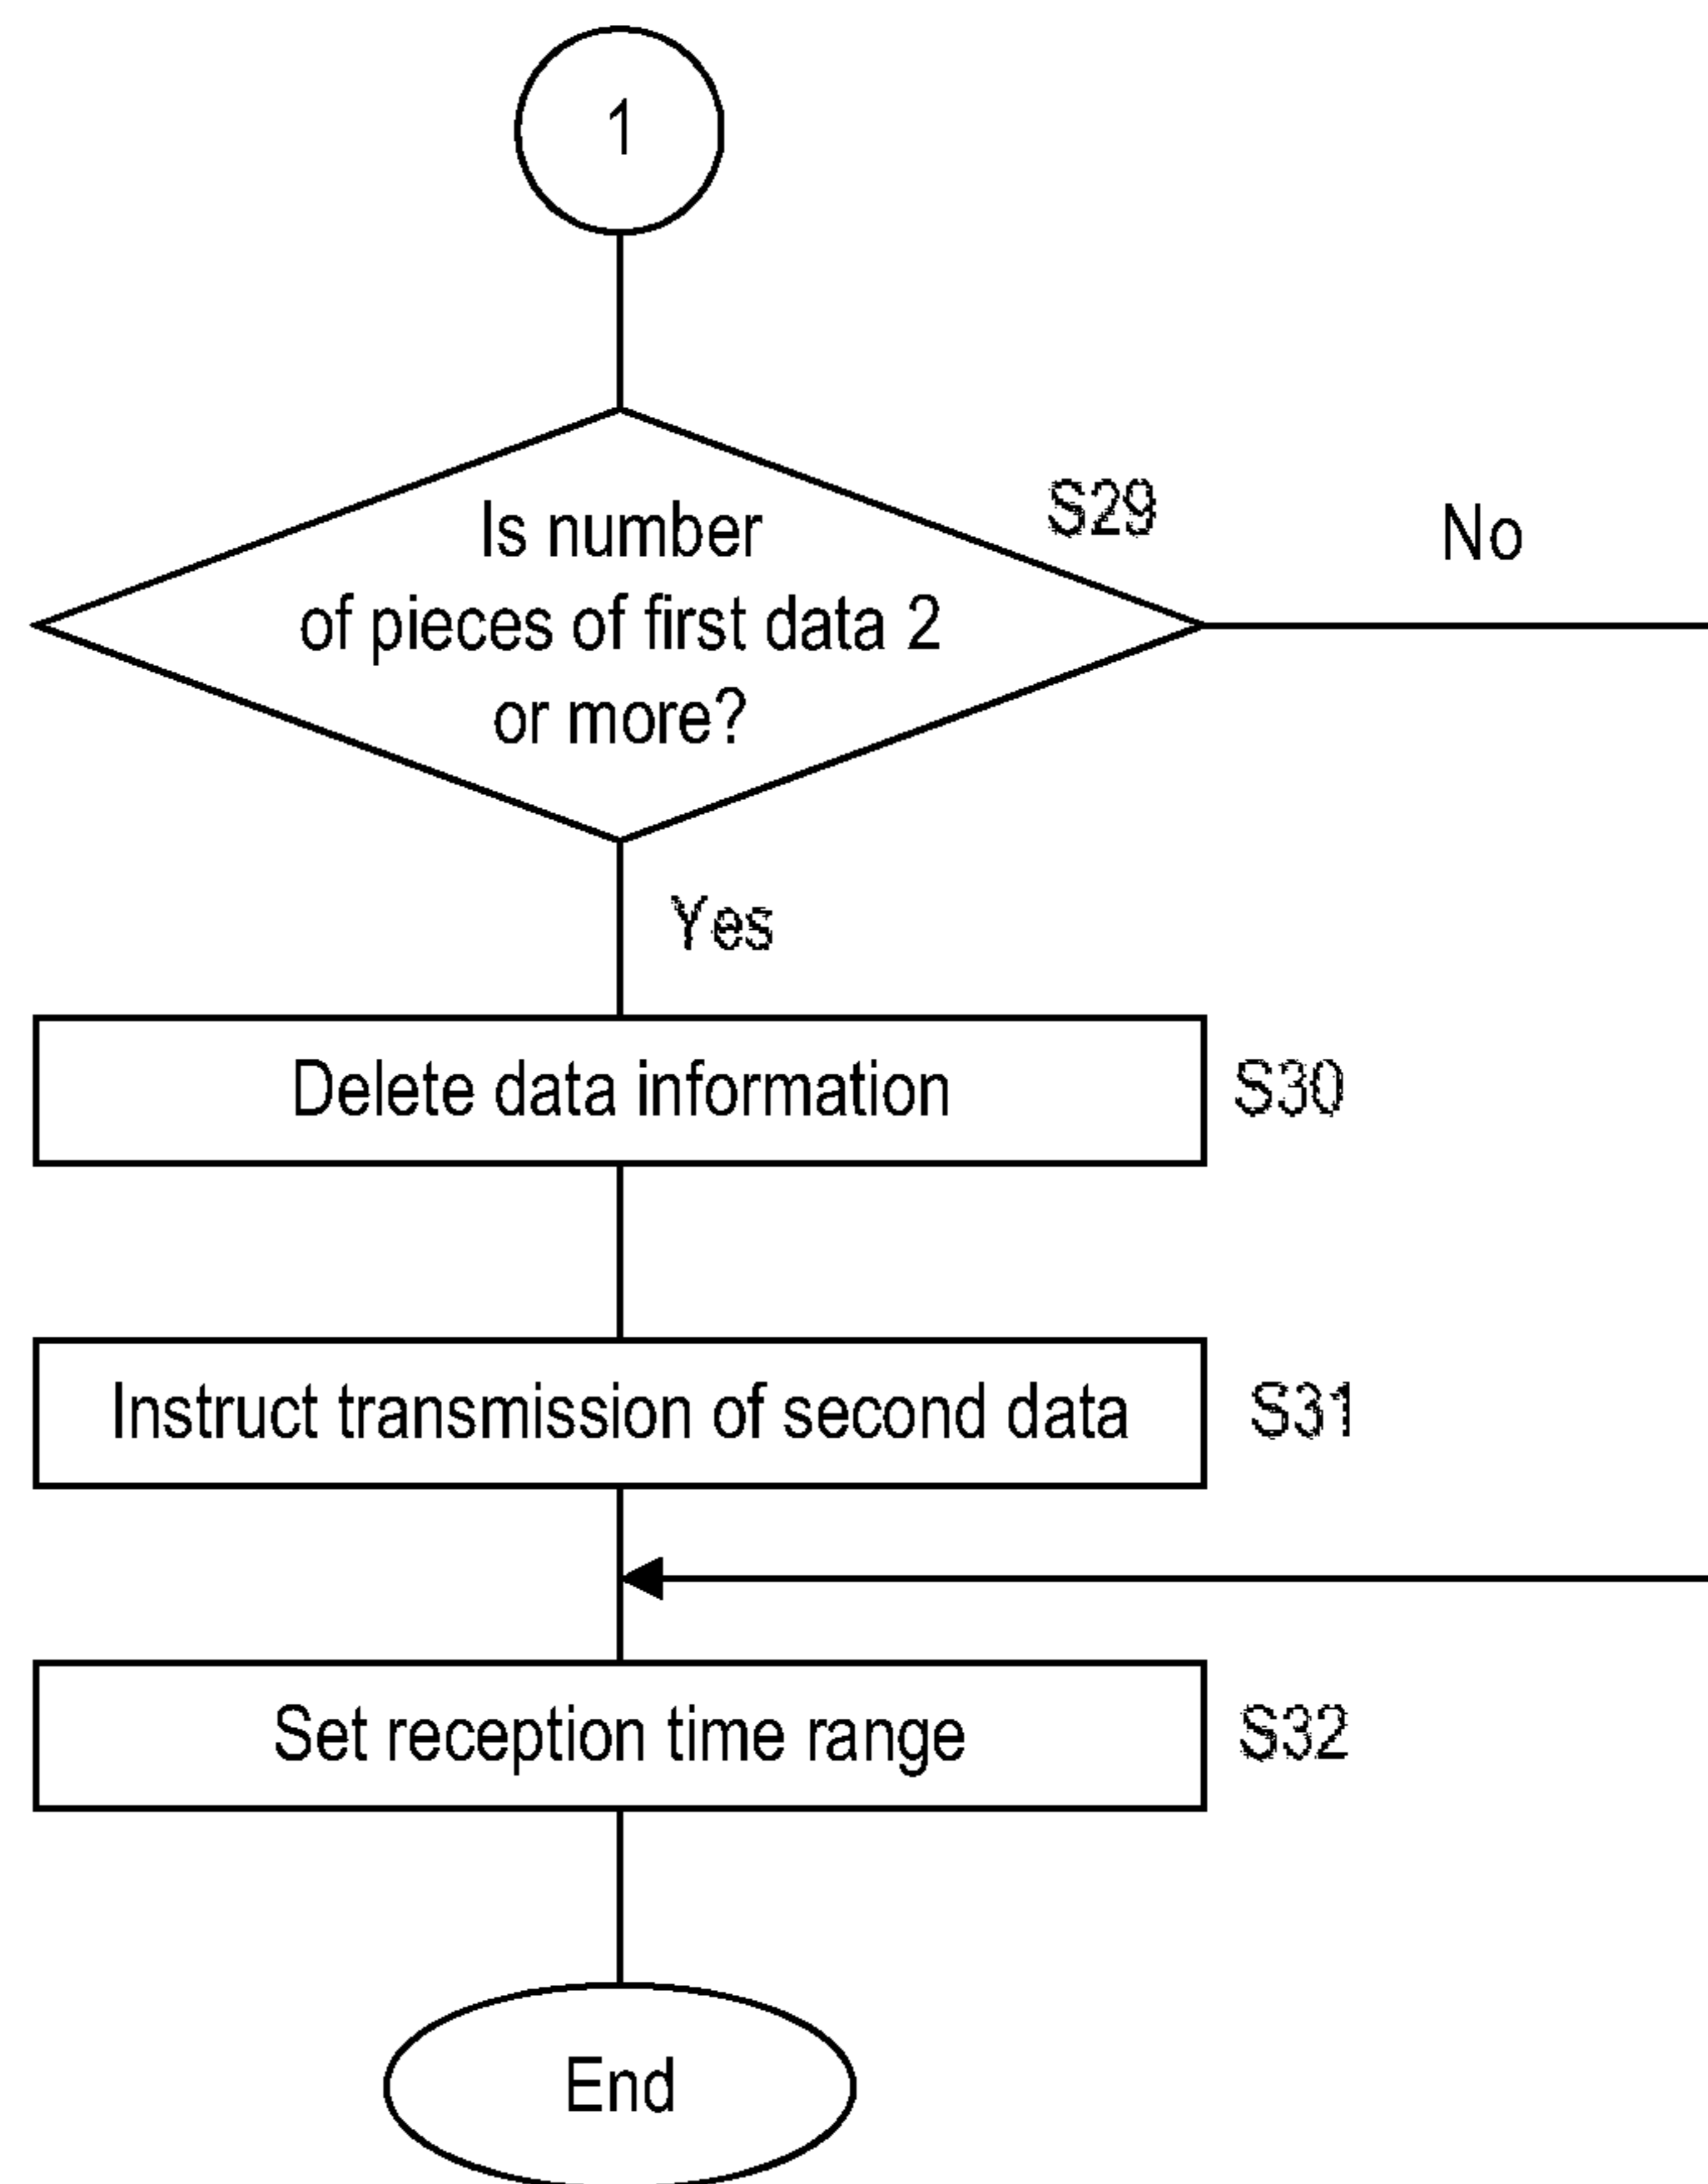 1
Is number
of pieces of first data 2
or more?
S29
No
Yes
Delete data information
S30
Instruct transmission of second data
S31
Set reception time range
S32
End